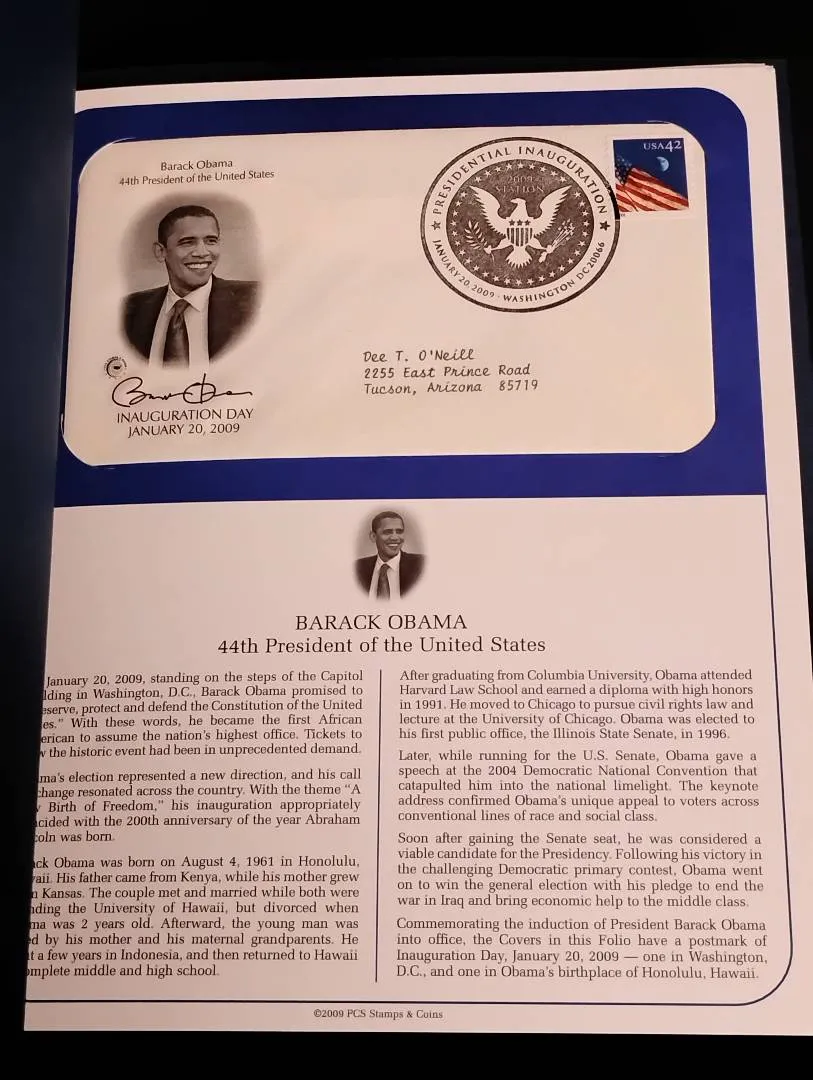 Barack Obama
44th President of the United States
PRESIDENTIAL INAUGURATION
2009
STATION
JANUARY 20, 2009 · WASHINGTON DC 20066
USA42
Dee T. O'Neill
2255 East Prince Road
Tucson, Arizona 85719
INAUGURATION DAY
JANUARY 20, 2009
BARACK OBAMA
44th President of the United States
January 20, 2009, standing on the steps of the Capitol
lding in Washington, D.C., Barack Obama promised to
eserve, protect and defend the Constitution of the United
es." With these words, he became the first African
erican to assume the nation's highest office. Tickets to
w the historic event had been in unprecedented demand.
ma's election represented a new direction, and his call
change resonated across the country. With the theme "A
w Birth of Freedom," his inauguration appropriately
cided with the 200th anniversary of the year Abraham
coln was born.
ack Obama was born on August 4, 1961 in Honolulu,
aii. His father came from Kenya, while his mother grew
n Kansas. The couple met and married while both were
nding the University of Hawaii, but divorced when
ma was 2 years old. Afterward, the young man was
ed by his mother and his maternal grandparents. He
t a few years in Indonesia, and then returned to Hawaii
omplete middle and high school.
After graduating from Columbia University, Obama attended
Harvard Law School and earned a diploma with high honors
in 1991. He moved to Chicago to pursue civil rights law and
lecture at the University of Chicago. Obama was elected to
his first public office, the Illinois State Senate, in 1996.
Later, while running for the U.S. Senate, Obama gave a
speech at the 2004 Democratic National Convention that
catapulted him into the national limelight. The keynote
address confirmed Obama's unique appeal to voters across
conventional lines of race and social class.
Soon after gaining the Senate seat, he was considered a
viable candidate for the Presidency. Following his victory in
the challenging Democratic primary contest, Obama went
on to win the general election with his pledge to end the
war in Iraq and bring economic help to the middle class.
Commemorating the induction of President Barack Obama
into office, the Covers in this Folio have a postmark of
Inauguration Day, January 20, 2009 — one in Washington,
D.C., and one in Obama's birthplace of Honolulu, Hawaii.
©2009 PCS Stamps & Coins